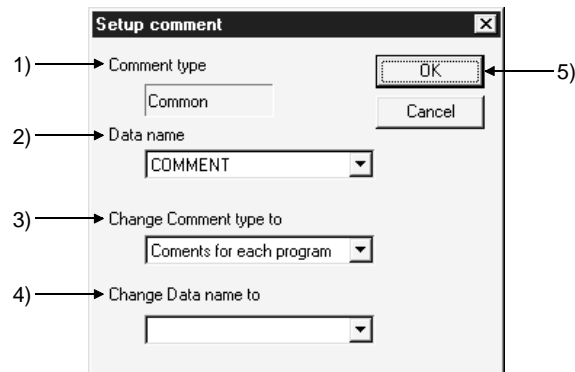 Setup comment
1) Comment type
OK
5)
Common
Cancel
2) Data name
COMMENT
3) Change Comment type to
Coments for each program
4) Change Data name to